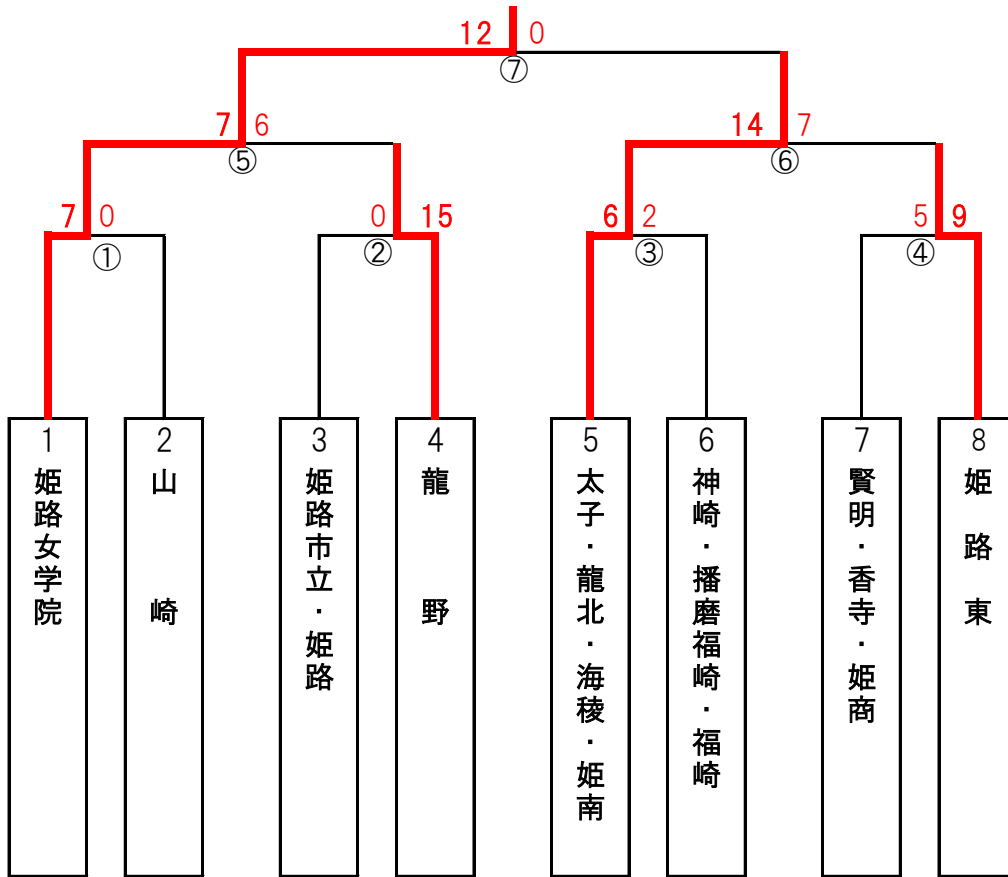 12 0
⑦
7 6
⑤
14 7
⑥
7 0
①
0 15
②
6 2
③
5 9
④
1
姫路女学院
2
山崎
3
姫路市立・姫路
4
龍野
5
太子・龍北・海稜・姫南
6
神崎・播磨福崎・福崎
7
賢明・香寺・姫商
8
姫路東